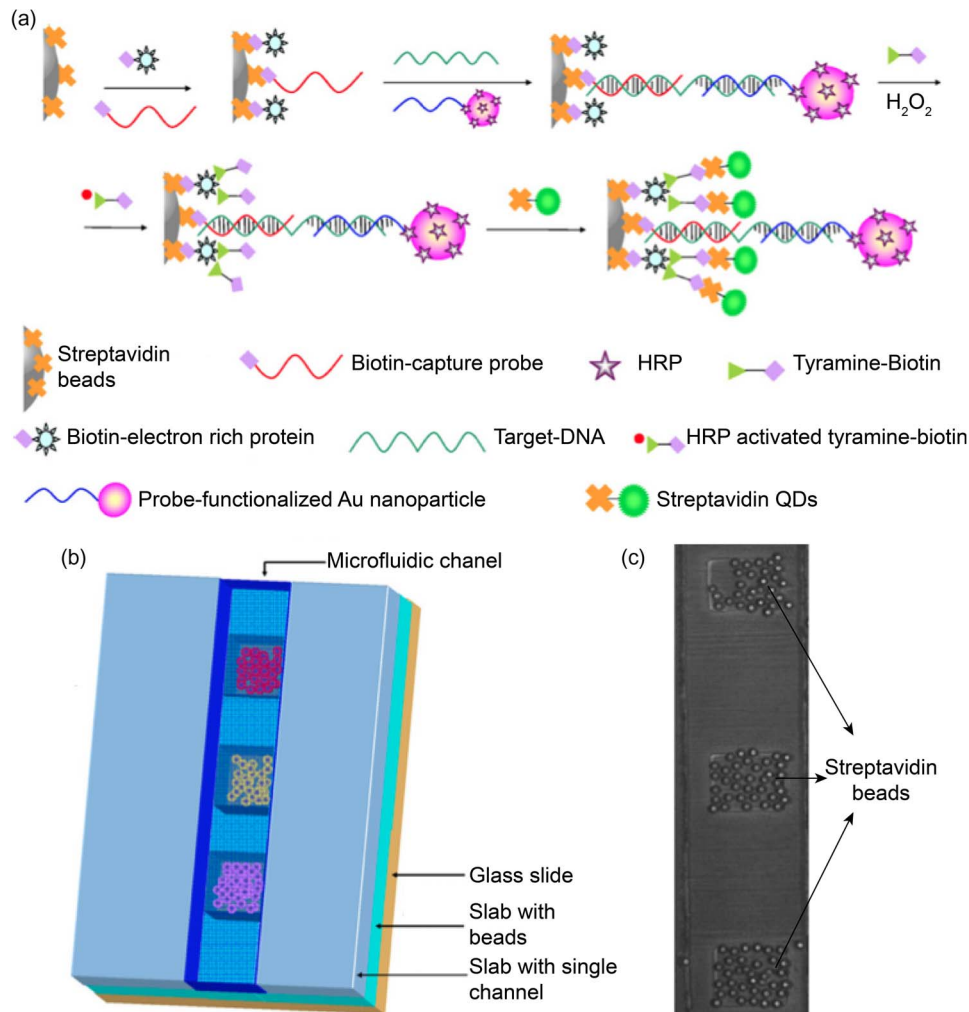 (a)
H₂O₂
Streptavidin
beads
Biotin-capture probe
HRP
Tyramine-Biotin
Biotin-electron rich protein
Target-DNA
HRP activated tyramine-biotin
Probe-functionalized Au nanoparticle
Streptavidin QDs
(b)
Microfluidic channel
Glass slide
Slab with
beads
Slab with single
channel
(c)
Streptavidin
beads